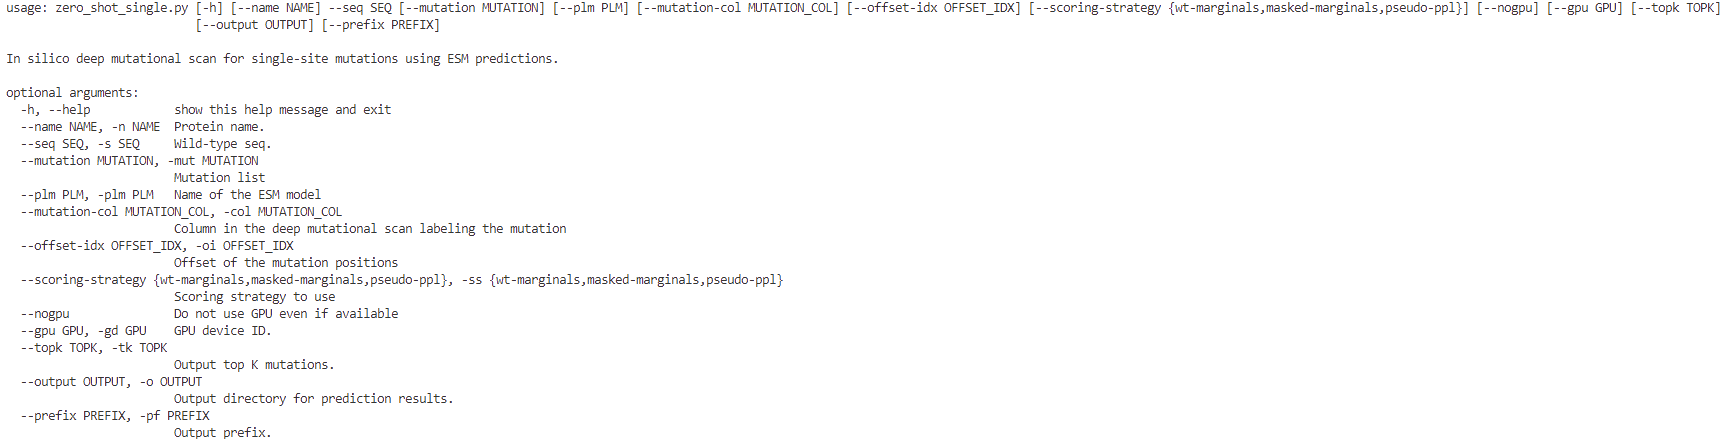 usage: zero_shot_single.py [-h] [--name NAME] --seq SEQ [--mutation MUTATION] [--plm PLM] [--mutation-col MUTATION_COL] [--offset-idx OFFSET_IDX] [--scoring-strategy {wt-marginals,masked-marginals,pseudo-ppl}] [--nogpu] [--gpu GPU] [--topk TOPK]
[--output OUTPUT] [--prefix PREFIX]
In silico deep mutational scan for single-site mutations using ESM predictions.
optional arguments:
-h, --help show this help message and exit
--name NAME, -n NAME Protein name.
--seq SEQ, -s SEQ Wild-type seq.
--mutation MUTATION, -mut MUTATION
Mutation list
--plm PLM, -plm PLM Name of the ESM model
--mutation-col MUTATION_COL, -col MUTATION_COL
Column in the deep mutational scan labeling the mutation
--offset-idx OFFSET_IDX, -oi OFFSET_IDX
Offset of the mutation positions
--scoring-strategy {wt-marginals,masked-marginals,pseudo-ppl}, -ss {wt-marginals,masked-marginals,pseudo-ppl}
Scoring strategy to use
--nogpu Do not use GPU even if available
--gpu GPU, -gd GPU GPU device ID.
--topk TOPK, -tk TOPK
Output top K mutations.
--output OUTPUT, -o OUTPUT
Output directory for prediction results.
--prefix PREFIX, -pf PREFIX
Output prefix.